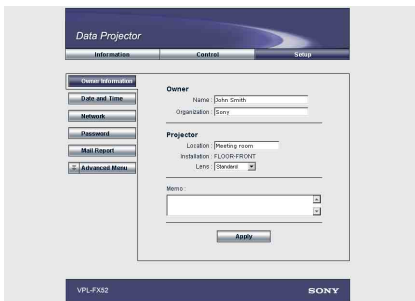 Data Projector
Information
Control
Setup
Owner Information
Date and Time
Network
Password
Mail Report
Advanced Menu
Owner
Name : John Smith
Organization : Sony
Projector
Location : Meeting room
Installation : FLOOR-FRONT
Lens : Standard
Memo :
Apply
VPL-FX52
SONY